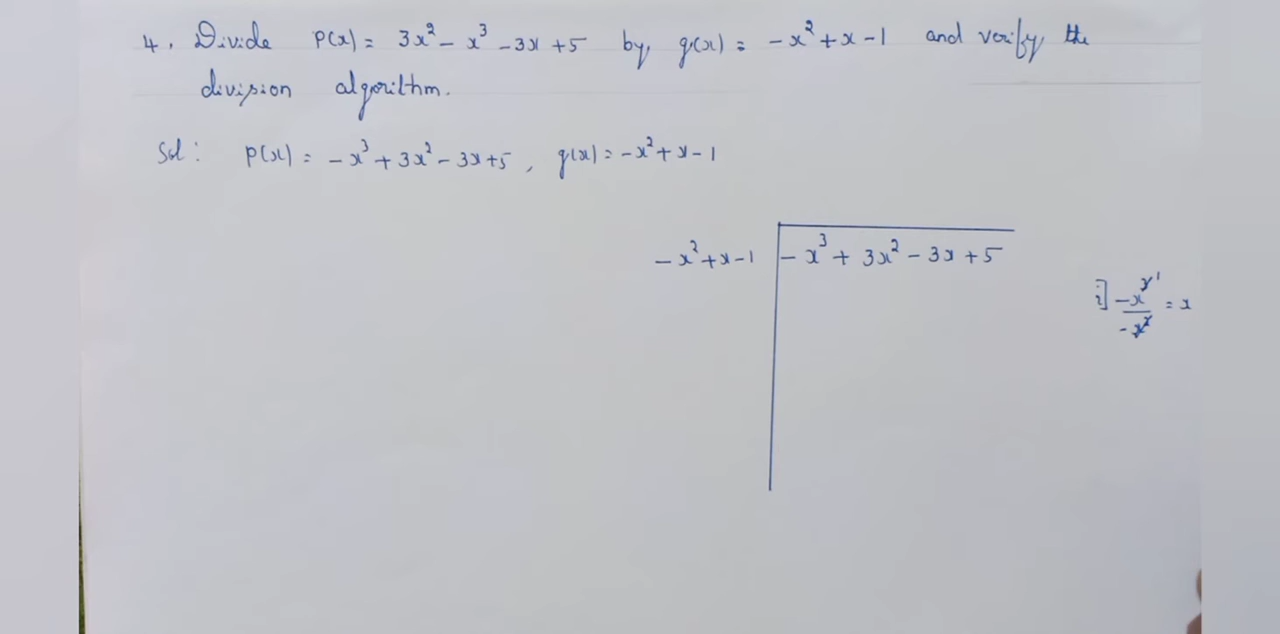 4. Divide p(x) = 3x² - x³ - 3x + 5 by g(x) = -x² + x - 1 and verify the
division algorithm.
Sol: p(x) = -x³ + 3x² - 3x + 5, g(x) = -x² + x - 1
-x² + x - 1 | -x³ + 3x² - 3x + 5
i] -x³/-x² = x